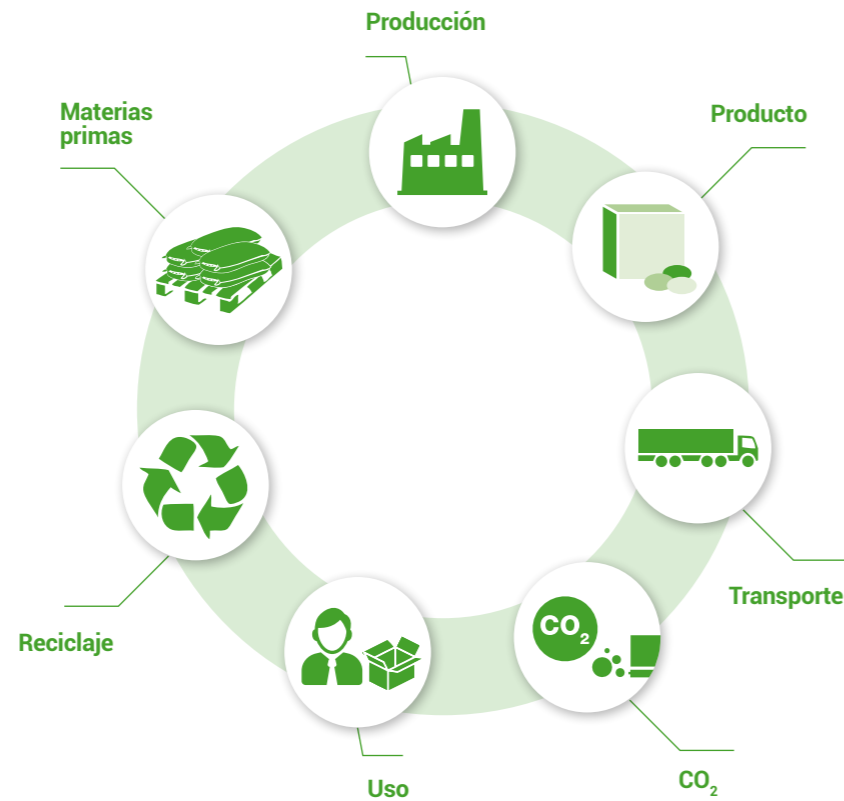 Producción
Materias
primas
Producto
Transporte
CO₂
CO₂
Uso
Reciclaje